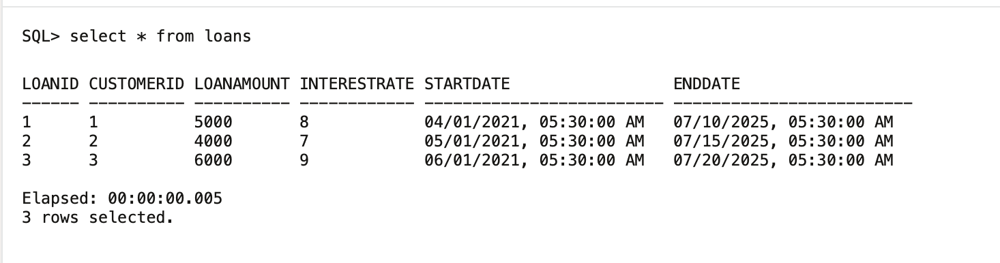 SQL> select * from loans
LOANID CUSTOMERID LOANAMOUNT INTERESTRATE STARTDATE                 ENDDATE
------ ---------- ---------- ------------ ------------------------- -------------------------
1      1          5000       8            04/01/2021, 05:30:00 AM   07/10/2025, 05:30:00 AM
2      2          4000       7            05/01/2021, 05:30:00 AM   07/15/2025, 05:30:00 AM
3      3          6000       9            06/01/2021, 05:30:00 AM   07/20/2025, 05:30:00 AM
Elapsed: 00:00:00.005
3 rows selected.